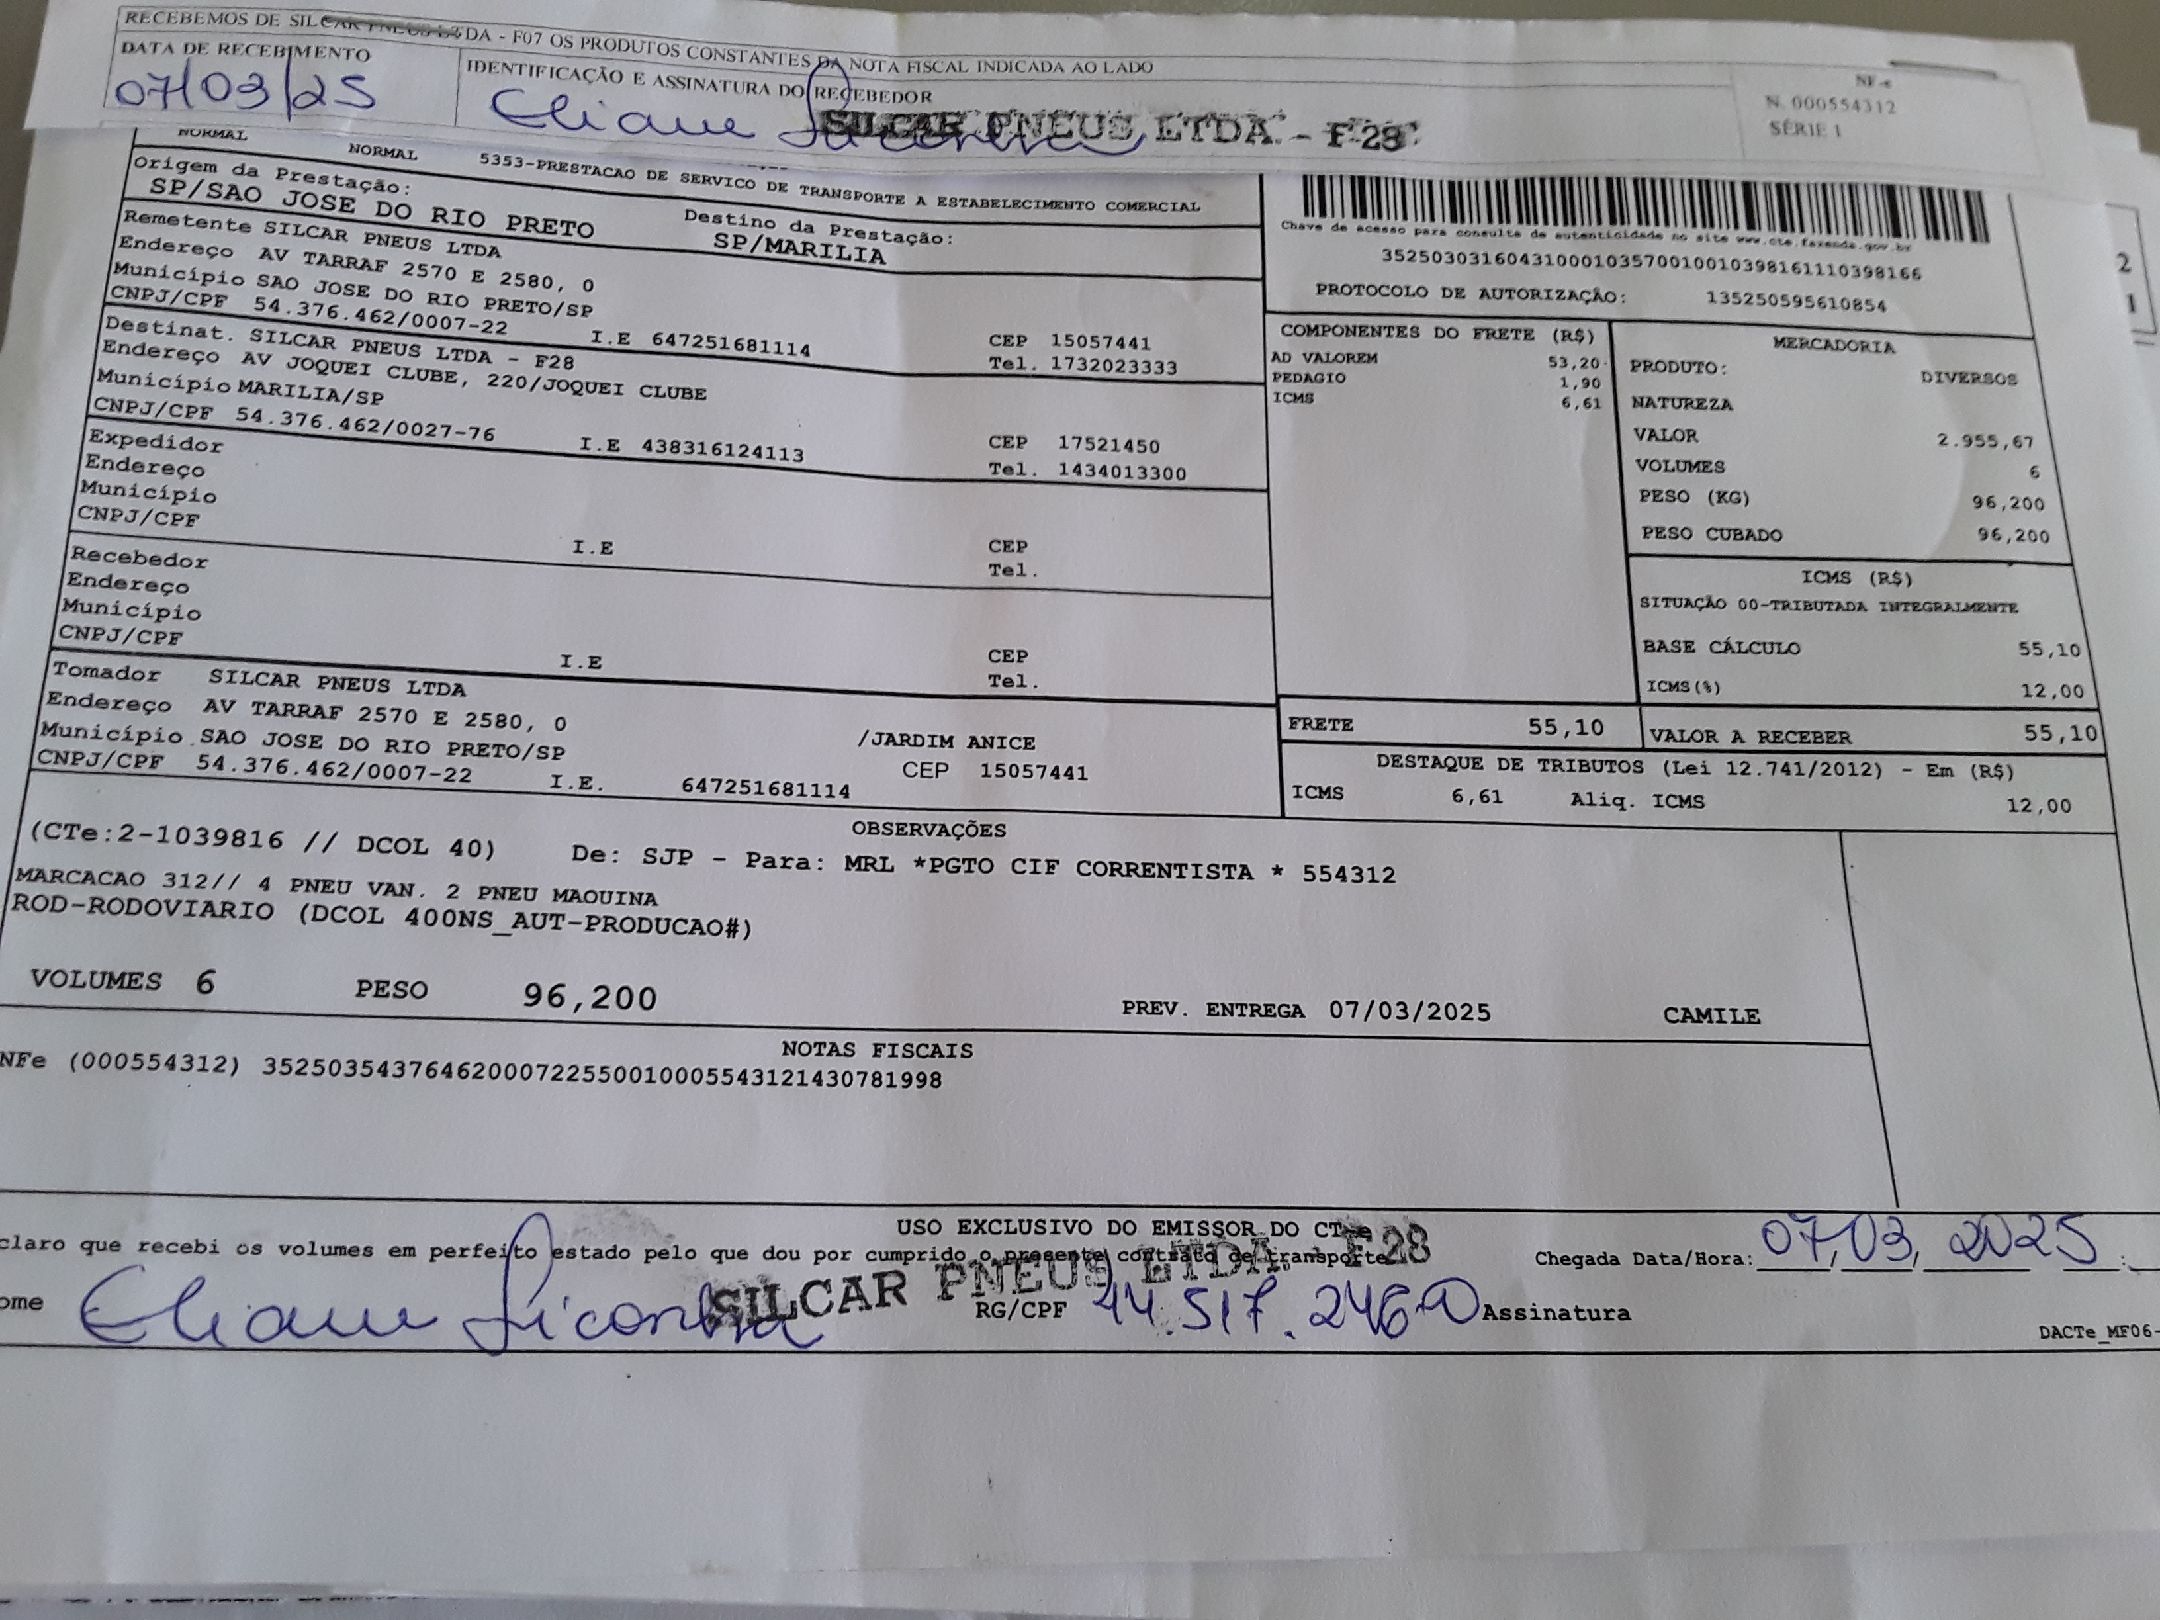 RECEBEMOS DE SILCAR PNEUS LTDA - F07 OS PRODUTOS CONSTANTES DA NOTA FISCAL INDICADA AO LADO
DATA DE RECEBIMENTO
07/03/25
IDENTIFICAÇÃO E ASSINATURA DO RECEBEDOR
Eliane
SILCAR PNEUS LTDA. - F 28
NF-e
N. 000554312
SÉRIE 1
NORMAL NORMAL 5353-PRESTACAO DE SERVICO DE TRANSPORTE A ESTABELECIMENTO COMERCIAL
Origem da Prestação:
SP/SAO JOSE DO RIO PRETO
Destino da Prestação:
SP/MARILIA
Remetente SILCAR PNEUS LTDA
Endereço AV TARRAF 2570 E 2580, 0
Município SAO JOSE DO RIO PRETO/SP CEP 15057441
CNPJ/CPF 54.376.462/0007-22 I.E 647251681114 Tel. 1732023333
Destinat. SILCAR PNEUS LTDA - F28
Endereço AV JOQUEI CLUBE, 220/JOQUEI CLUBE
Município MARILIA/SP CEP 17521450
CNPJ/CPF 54.376.462/0027-76 I.E 438316124113 Tel. 1434013300
Expedidor
Endereço
Município CEP
CNPJ/CPF I.E Tel.
Recebedor
Endereço
Município CEP
CNPJ/CPF I.E Tel.
Tomador SILCAR PNEUS LTDA
Endereço AV TARRAF 2570 E 2580, 0 /JARDIM ANICE
Município SAO JOSE DO RIO PRETO/SP CEP 15057441
CNPJ/CPF 54.376.462/0007-22 I.E. 647251681114
Chave de acesso para consulta de autenticidade no site www.cte.fazenda.gov.br
35250303160431000103570010010398161110398166
PROTOCOLO DE AUTORIZAÇÃO: 135250595610854
COMPONENTES DO FRETE (R$)
AD VALOREM 53,20
PEDAGIO 1,90
ICMS 6,61
MERCADORIA
PRODUTO: DIVERSOS
NATUREZA
VALOR 2.955,67
VOLUMES 6
PESO (KG) 96,200
PESO CUBADO 96,200
ICMS (R$)
SITUAÇÃO 00-TRIBUTADA INTEGRALMENTE
BASE CÁLCULO 55,10
ICMS(%) 12,00
FRETE 55,10
VALOR A RECEBER 55,10
DESTAQUE DE TRIBUTOS (Lei 12.741/2012) - Em (R$)
ICMS 6,61 Aliq. ICMS 12,00
OBSERVAÇÕES
(CTe:2-1039816 // DCOL 40) De: SJP - Para: MRL *PGTO CIF CORRENTISTA * 554312
MARCACAO 312// 4 PNEU VAN. 2 PNEU MAQUINA
ROD-RODOVIARIO (DCOL 400NS_AUT-PRODUCAO#)
VOLUMES 6 PESO 96,200
PREV. ENTREGA 07/03/2025 CAMILE
NOTAS FISCAIS
NFe (000554312) 35250354376462000722550010005543121430781998
USO EXCLUSIVO DO EMISSOR DO CTe
claro que recebi os volumes em perfeito estado pelo que dou por cumprido o presente contrato de transporte
Chegada Data/Hora: 07/03/2025 :
ome Eliane
SILCAR PNEUS LTDA. - F 28
RG/CPF 44.517.246 Assinatura
DACTe_MF06-
2
1